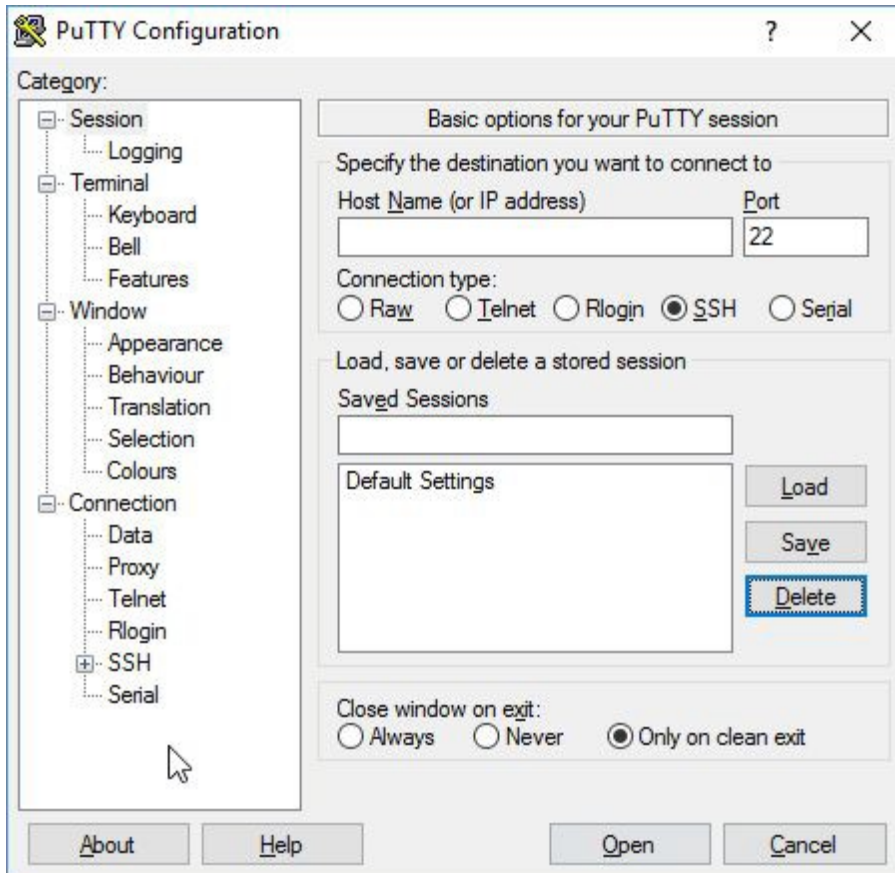 PuTTY Configuration
?
Category:
Session
Logging
Terminal
Keyboard
Bell
Features
Window
Appearance
Behaviour
Translation
Selection
Colours
Connection
Data
Proxy
Telnet
Rlogin
SSH
Serial
Basic options for your PuTTY session
Specify the destination you want to connect to
Host Name (or IP address) Port
22
Connection type:
Raw Telnet Rlogin SSH Serial
Load, save or delete a stored session
Saved Sessions
Default Settings
Load
Save
Delete
Close window on exit:
Always Never Only on clean exit
About Help Open Cancel